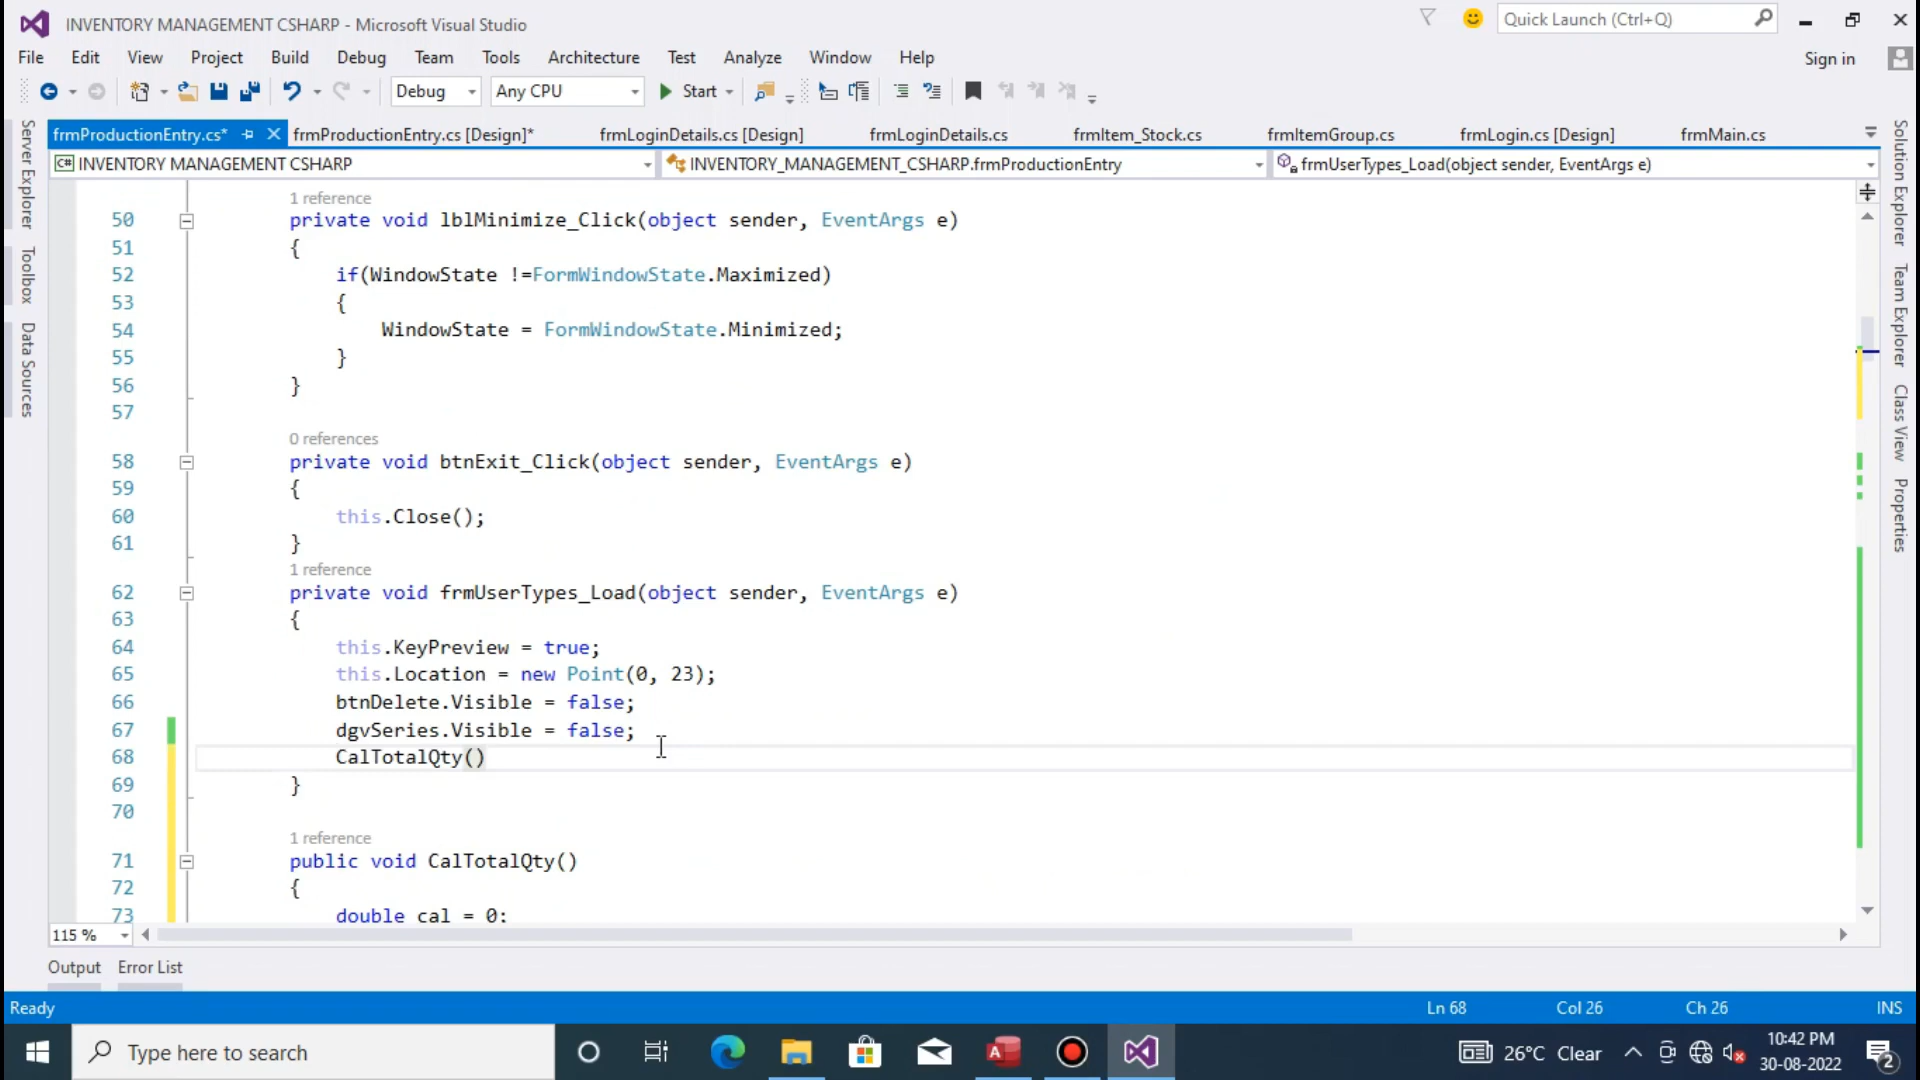 INVENTORY MANAGEMENT CSHARP - Microsoft Visual Studio
Quick Launch (Ctrl+Q)
File Edit View Project Build Debug Team Tools Architecture Test Analyze Window Help
Sign in
Debug Any CPU Start
frmProductionEntry.cs* frmProductionEntry.cs [Design]* frmLoginDetails.cs [Design] frmLoginDetails.cs frmItem_Stock.cs frmItemGroup.cs frmLogin.cs [Design] frmMain.cs
C# INVENTORY MANAGEMENT CSHARP INVENTORY_MANAGEMENT_CSHARP.frmProductionEntry frmUserTypes_Load(object sender, EventArgs e)
Server Explorer
Toolbox
Data Sources
1 reference
50 private void lblMinimize_Click(object sender, EventArgs e)
51 {
52 if(WindowState !=FormWindowState.Maximized)
53 {
54 WindowState = FormWindowState.Minimized;
55 }
56 }
57
0 references
58 private void btnExit_Click(object sender, EventArgs e)
59 {
60 this.Close();
61 }
1 reference
62 private void frmUserTypes_Load(object sender, EventArgs e)
63 {
64 this.KeyPreview = true;
65 this.Location = new Point(0, 23);
66 btnDelete.Visible = false;
67 dgvSeries.Visible = false;
68 CalTotalQty()
69 }
70
1 reference
71 public void CalTotalQty()
72 {
73 double cal = 0;
Solution Explorer
Team Explorer
Class View
Properties
115 %
Output Error List
Ready Ln 68 Col 26 Ch 26 INS
Type here to search
26°C Clear
10:42 PM
30-08-2022
2